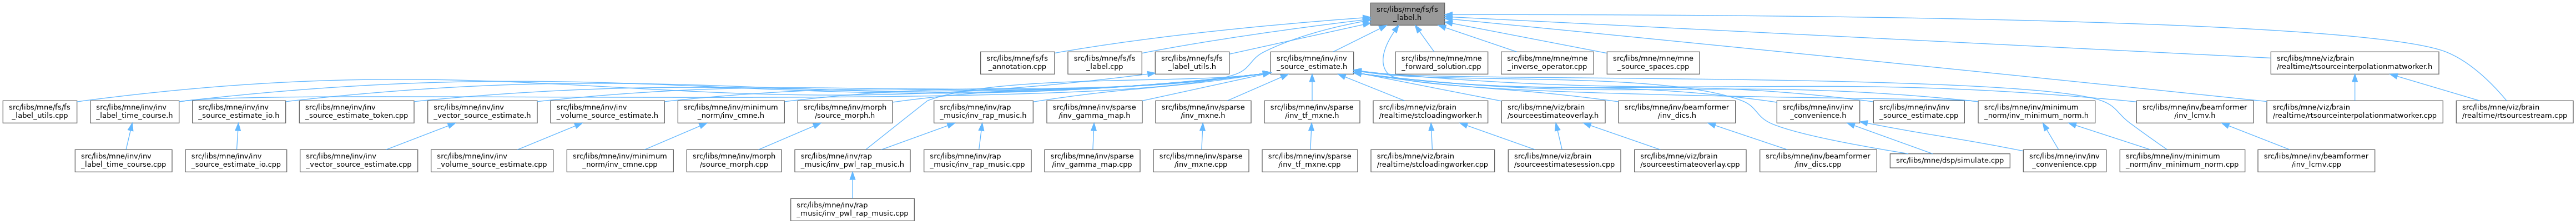 src/libs/mne/fs/fs
_label.h
src/libs/mne/fs/fs
_annotation.cpp
src/libs/mne/fs/fs
_label.cpp
src/libs/mne/fs/fs
_label_utils.h
src/libs/mne/inv/inv
_source_estimate.h
src/libs/mne/mne/mne
_forward_solution.cpp
src/libs/mne/mne/mne
_inverse_operator.cpp
src/libs/mne/mne/mne
_source_spaces.cpp
src/libs/mne/viz/brain
/realtime/rtsourceinterpolationmatworker.h
src/libs/mne/fs/fs
_label_utils.cpp
src/libs/mne/inv/inv
_label_time_course.h
src/libs/mne/inv/inv
_source_estimate_io.h
src/libs/mne/inv/inv
_source_estimate_token.cpp
src/libs/mne/inv/inv
_vector_source_estimate.h
src/libs/mne/inv/inv
_volume_source_estimate.h
src/libs/mne/inv/minimum
_norm/inv_cmne.h
src/libs/mne/inv/morph
/source_morph.h
src/libs/mne/inv/rap
_music/inv_rap_music.h
src/libs/mne/inv/sparse
/inv_gamma_map.h
src/libs/mne/inv/sparse
/inv_mxne.h
src/libs/mne/inv/sparse
/inv_tf_mxne.h
src/libs/mne/viz/brain
/realtime/stcloadingworker.h
src/libs/mne/viz/brain
/sourceestimateoverlay.h
src/libs/mne/inv/beamformer
/inv_dics.h
src/libs/mne/inv/inv
_convenience.h
src/libs/mne/inv/inv
_source_estimate.cpp
src/libs/mne/inv/minimum
_norm/inv_minimum_norm.h
src/libs/mne/inv/beamformer
/inv_lcmv.h
src/libs/mne/viz/brain
/realtime/rtsourceinterpolationmatworker.cpp
src/libs/mne/viz/brain
/realtime/rtsourcestream.cpp
src/libs/mne/inv/inv
_label_time_course.cpp
src/libs/mne/inv/inv
_source_estimate_io.cpp
src/libs/mne/inv/inv
_vector_source_estimate.cpp
src/libs/mne/inv/inv
_volume_source_estimate.cpp
src/libs/mne/inv/minimum
_norm/inv_cmne.cpp
src/libs/mne/inv/morph
/source_morph.cpp
src/libs/mne/inv/rap
_music/inv_pwl_rap_music.h
src/libs/mne/inv/rap
_music/inv_rap_music.cpp
src/libs/mne/inv/sparse
/inv_gamma_map.cpp
src/libs/mne/inv/sparse
/inv_mxne.cpp
src/libs/mne/inv/sparse
/inv_tf_mxne.cpp
src/libs/mne/viz/brain
/realtime/stcloadingworker.cpp
src/libs/mne/viz/brain
/sourceestimatesession.cpp
src/libs/mne/viz/brain
/sourceestimateoverlay.cpp
src/libs/mne/inv/beamformer
/inv_dics.cpp
src/libs/mne/dsp/simulate.cpp
src/libs/mne/inv/inv
_convenience.cpp
src/libs/mne/inv/minimum
_norm/inv_minimum_norm.cpp
src/libs/mne/inv/beamformer
/inv_lcmv.cpp
src/libs/mne/inv/rap
_music/inv_pwl_rap_music.cpp